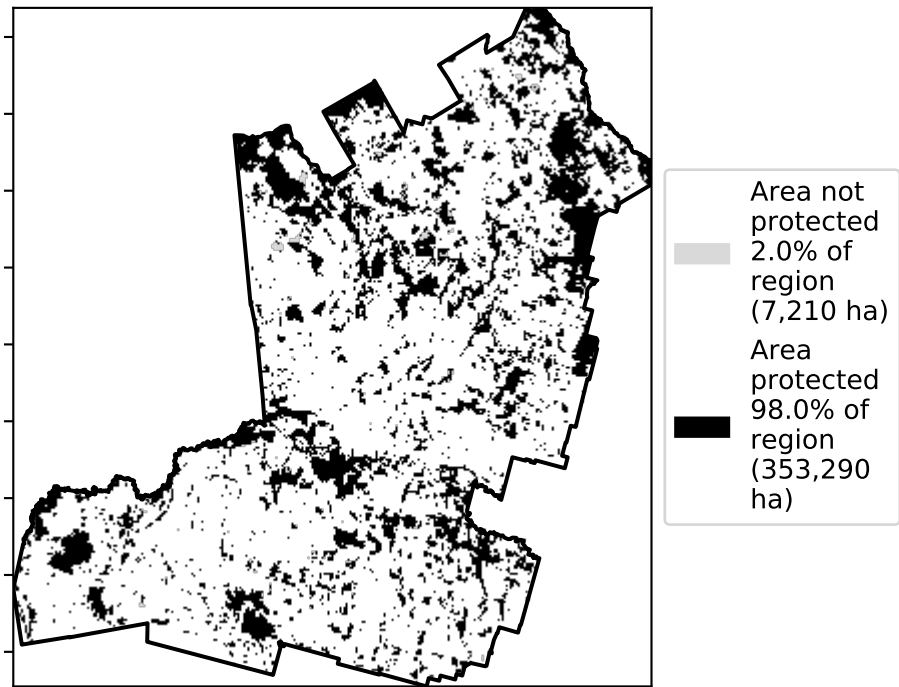 Area not
protected
2.0% of
region
(7,210 ha)
Area
protected
98.0% of
region
(353,290
ha)